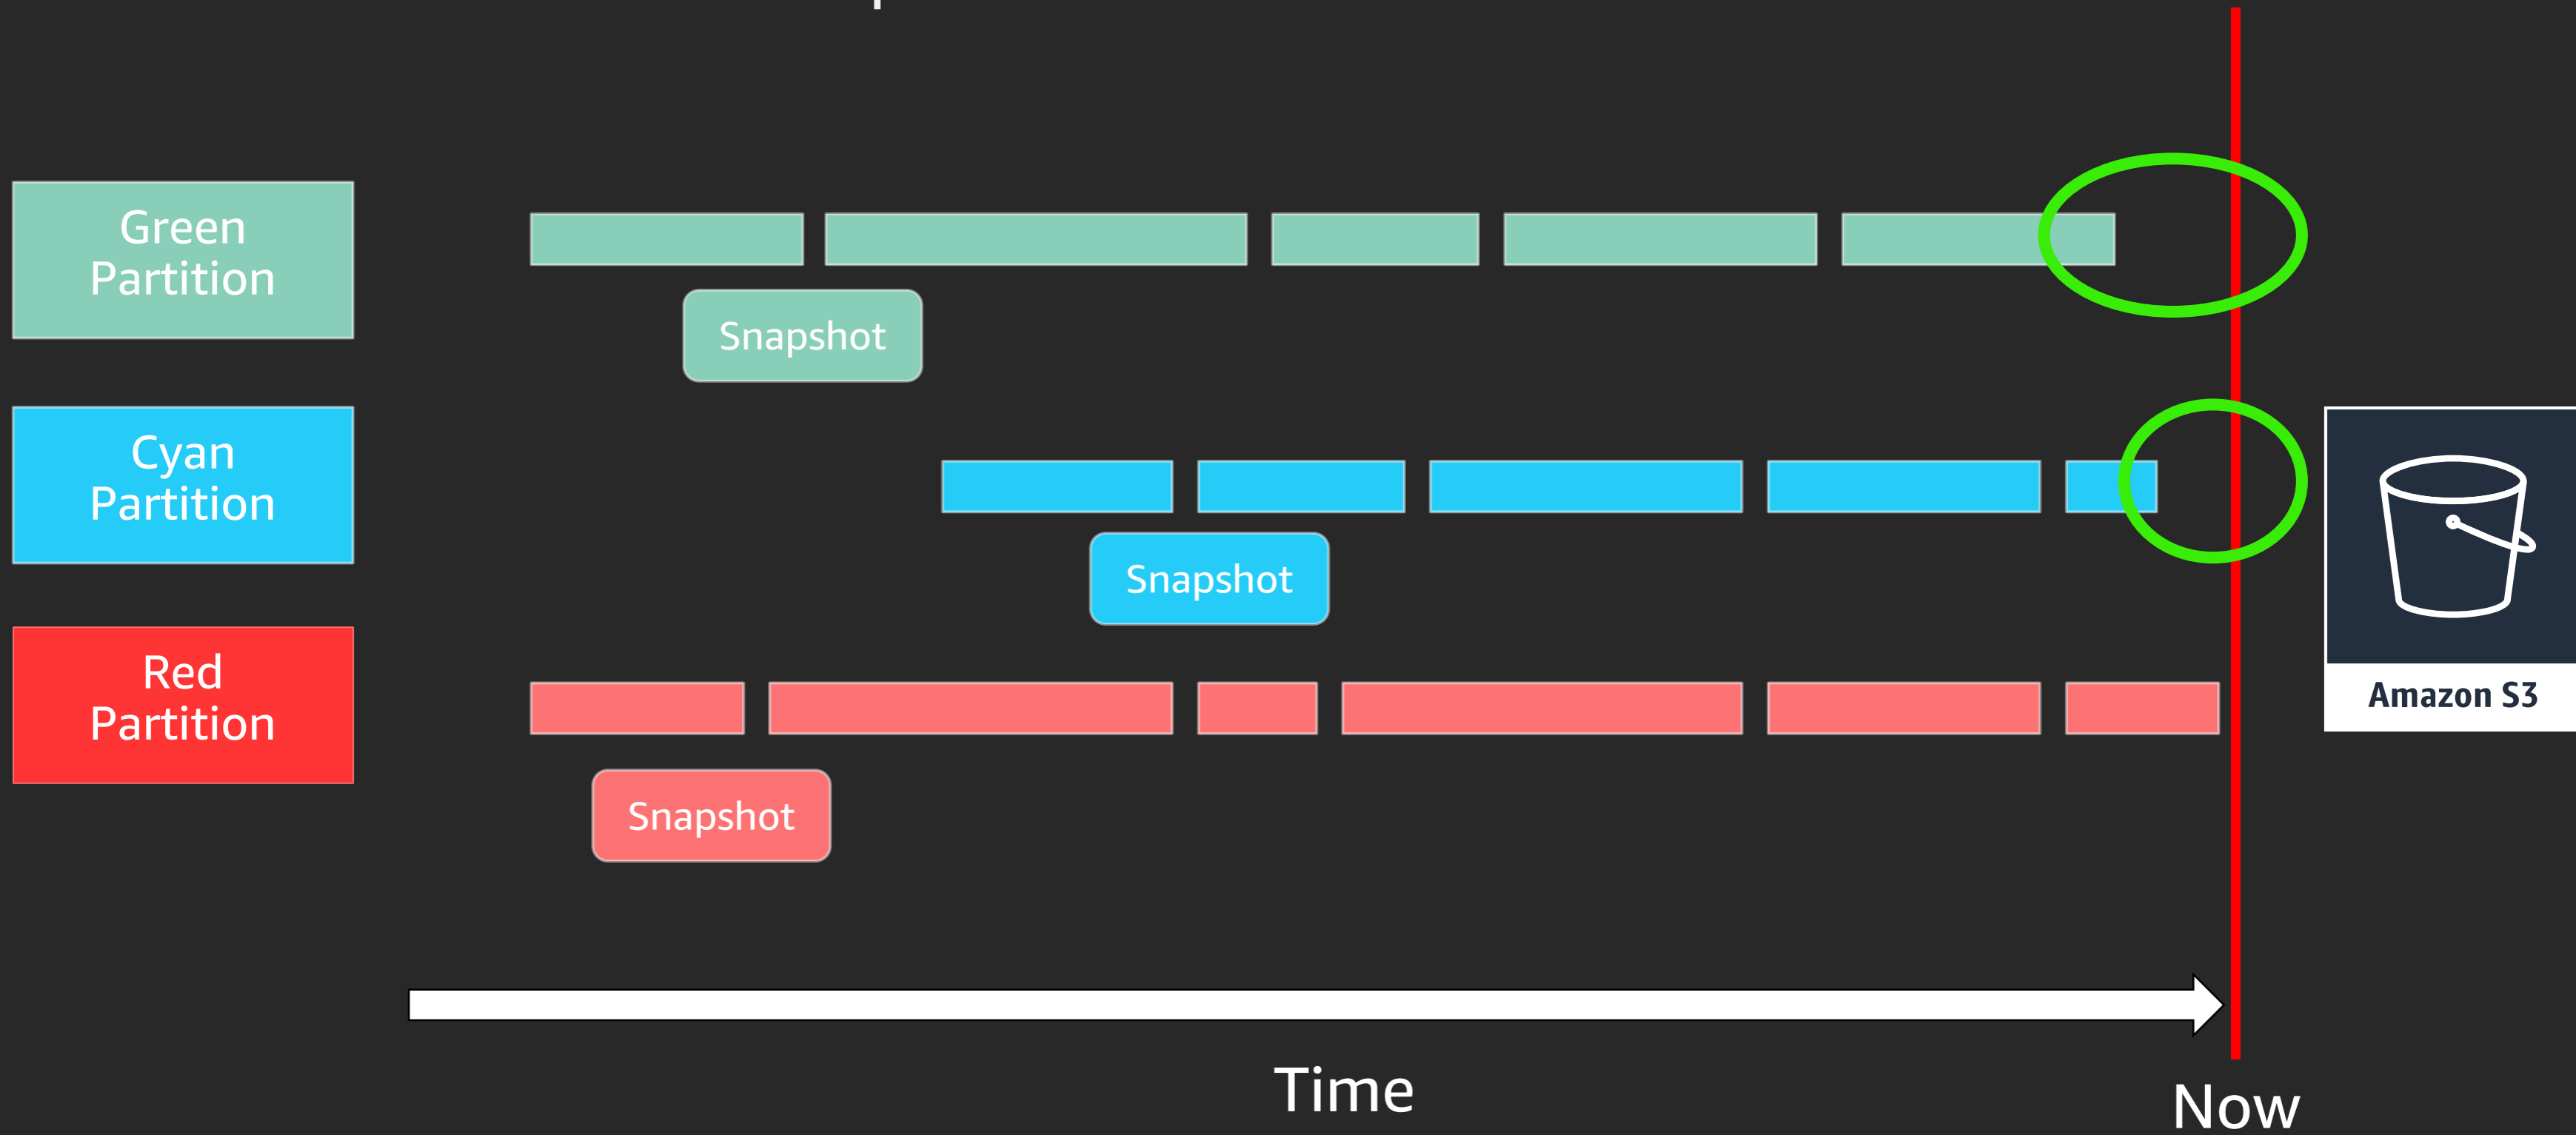 Green
Partition
Snapshot
Cyan
Partition
Snapshot
Amazon S3
Red
Partition
Snapshot
Time
Now